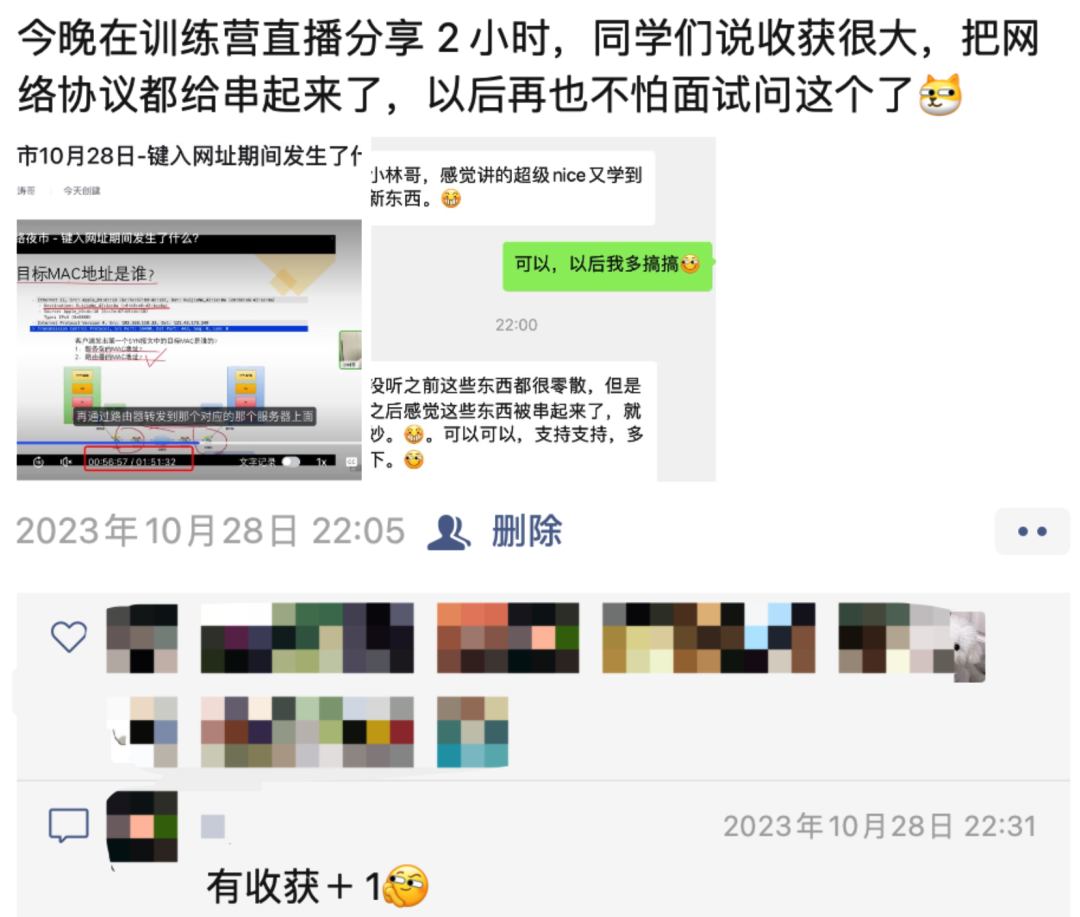 今晚在训练营直播分享 2 小时，同学们说收获很大，把网
络协议都给串起来了，以后再也不怕面试问这个了
市10月28日-键入网址期间发生了什
涛哥 今天创建
络夜市 - 键入网址期间发生了什么?
目标MAC地址是谁?
客户端发出第一个SYN报文中的目标MAC是谁的?
1. 服务器的MAC地址?
2. 路由器的MAC地址?
再通过路由器转发到那个对应的那个服务器上面
00:56:57 / 01:51:32 文字记录 1x
小林哥，感觉讲的超级nice又学到
新东西。
可以，以后我多搞搞
22:00
没听之前这些东西都很零散，但是
之后感觉这些东西被串起来了，就
妙。。可以可以，支持支持，多
下。
2023年10月28日 22:05 删除
2023年10月28日 22:31
有收获＋1